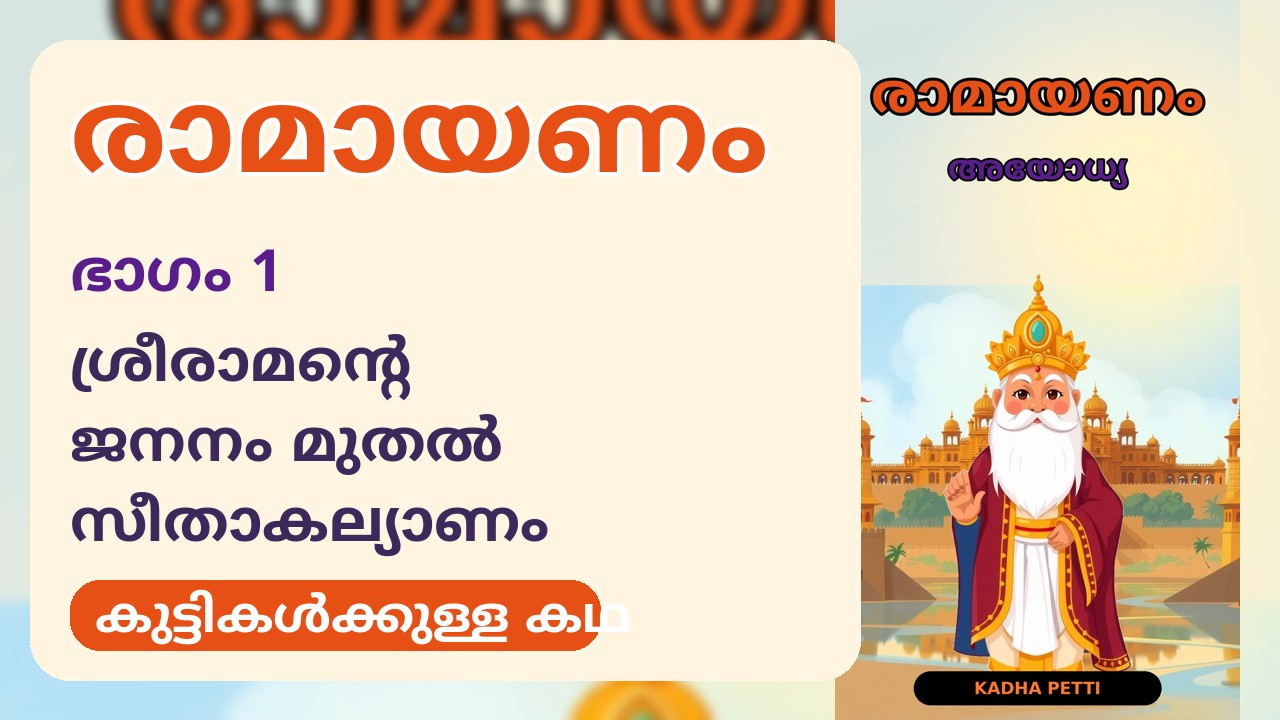 രാമായണം
ഭാഗം 1
ശ്രീരാമന്റെ
ജനനം മുതൽ
സീതാകല്യാണം
കുട്ടികൾക്കുള്ള കഥ
രാമായണം
അയോധ്യ
KADHA PETTI